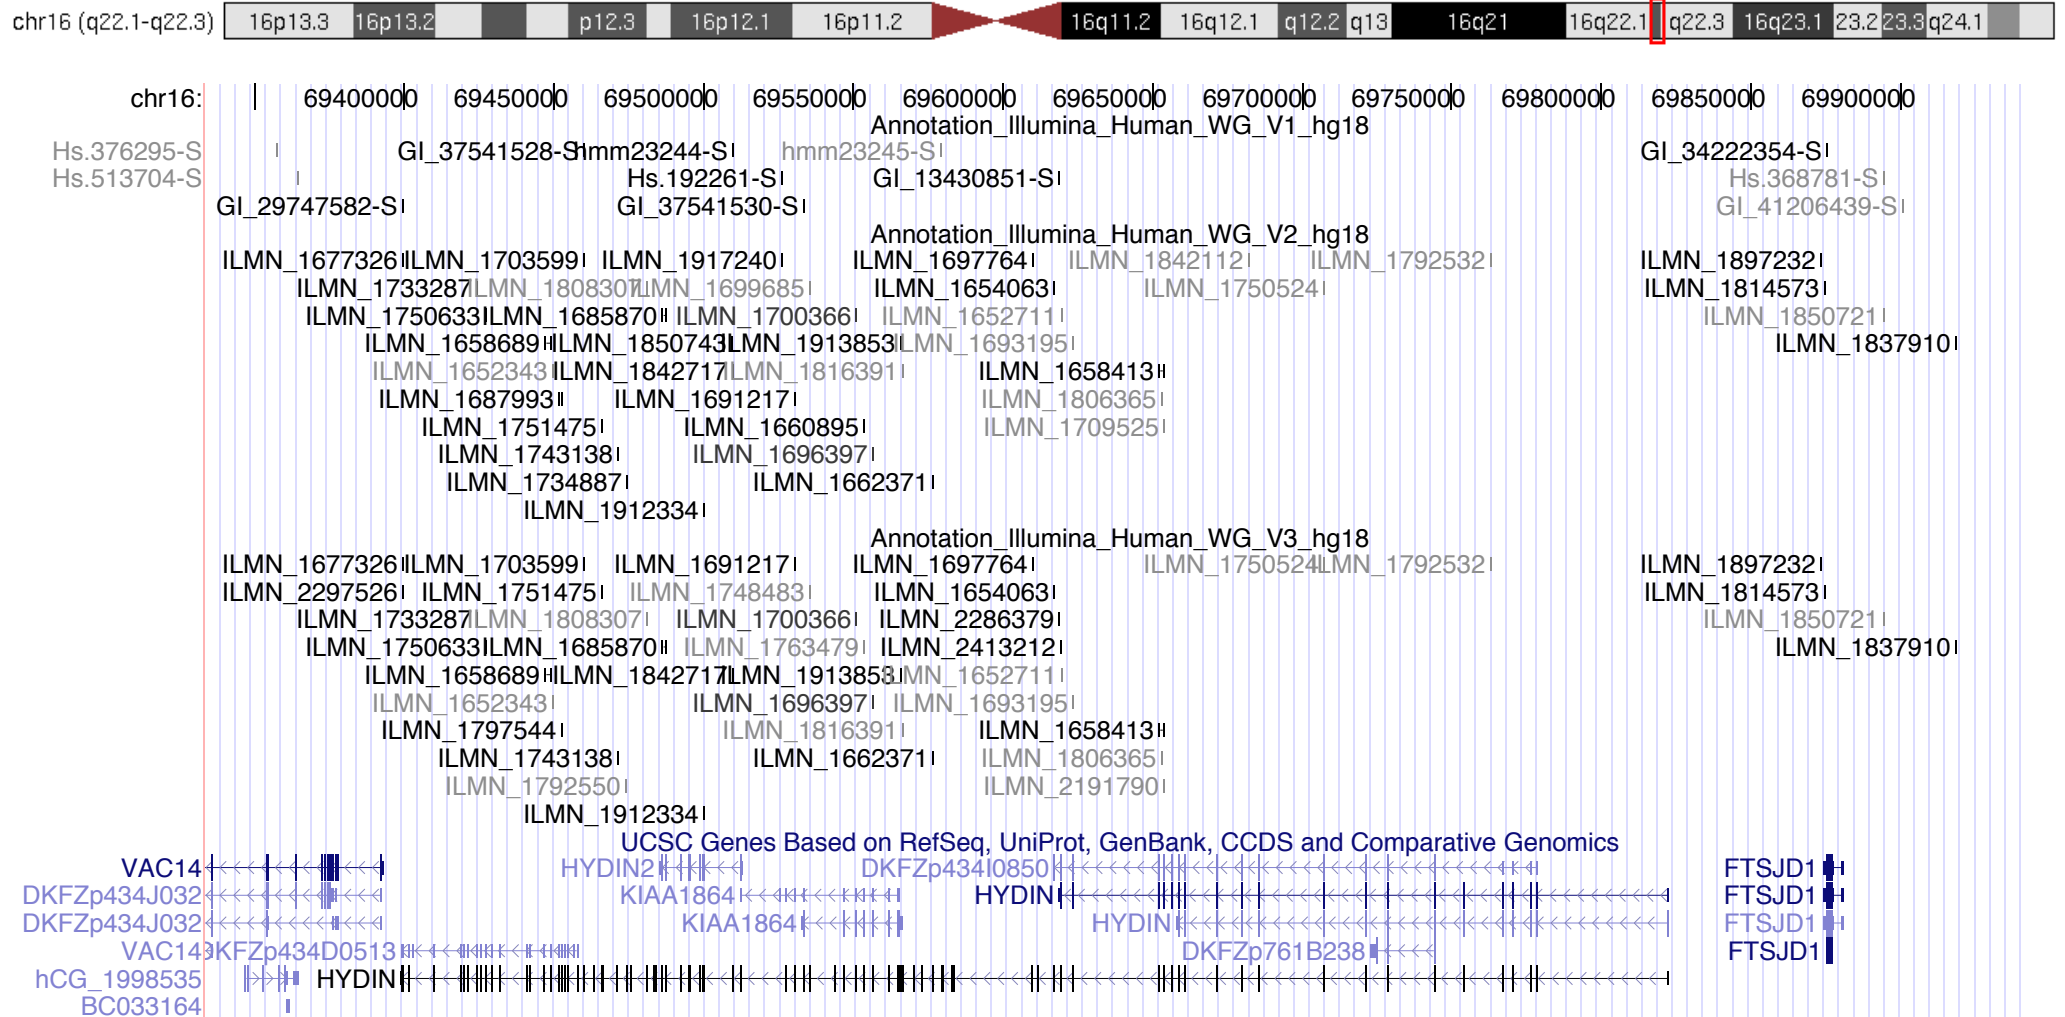 chr16 (q22.1-q22.3) 16p13.3 16p13.2 p12.3 16p12.1 16p11.2 16q11.2 16q12.1 q12.2 q13 16q21 16q22.1 q22.3 16q23.1 23.2 23.3 q24.1
chr16: 69400000 69450000 69500000 69550000 69600000 69650000 69700000 69750000 69800000 69850000 69900000
Annotation_Illumina_Human_WG_V1_hg18
Hs.376295-S GI_37541528-S hmm23244-S hmm23245-S GI_34222354-S
Hs.513704-S Hs.192261-S GI_13430851-S Hs.368781-S
GI_29747582-S GI_37541530-S GI_41206439-S
Annotation_Illumina_Human_WG_V2_hg18
ILMN_1677326 ILMN_1703599 ILMN_1917240 ILMN_1697764 ILMN_1842112 ILMN_1792532 ILMN_1897232
ILMN_1733287 ILMN_1808307 ILMN_1699685 ILMN_1654063 ILMN_1750524 ILMN_1814573
ILMN_1750633 ILMN_1685870 ILMN_1700366 ILMN_1652711 ILMN_1850721
ILMN_1658689 ILMN_1850743 ILMN_1913853 ILMN_1693195 ILMN_1837910
ILMN_1652343 ILMN_1842717 ILMN_1816391 ILMN_1658413
ILMN_1687993 ILMN_1691217 ILMN_1806365
ILMN_1751475 ILMN_1660895 ILMN_1709525
ILMN_1743138 ILMN_1696397
ILMN_1734887 ILMN_1662371
ILMN_1912334
Annotation_Illumina_Human_WG_V3_hg18
ILMN_1677326 ILMN_1703599 ILMN_1691217 ILMN_1697764 ILMN_1750524 ILMN_1792532 ILMN_1897232
ILMN_2297526 ILMN_1751475 ILMN_1748483 ILMN_1654063 ILMN_1814573
ILMN_1733287 ILMN_1808307 ILMN_1700366 ILMN_2286379 ILMN_1850721
ILMN_1750633 ILMN_1685870 ILMN_1763479 ILMN_2413212 ILMN_1837910
ILMN_1658689 ILMN_1842717 ILMN_1913853 ILMN_1652711
ILMN_1652343 ILMN_1696397 ILMN_1693195
ILMN_1797544 ILMN_1816391 ILMN_1658413
ILMN_1743138 ILMN_1662371 ILMN_1806365
ILMN_1792550 ILMN_2191790
ILMN_1912334
UCSC Genes Based on RefSeq, UniProt, GenBank, CCDS and Comparative Genomics
VAC14 HYDIN2 DKFZp434I0850 FTSJD1
DKFZp434J032 KIAA1864 HYDIN FTSJD1
DKFZp434J032 KIAA1864 HYDIN FTSJD1
VAC14 DKFZp434D0513 DKFZp761B238 FTSJD1
hCG_1998535 HYDIN
BC033164